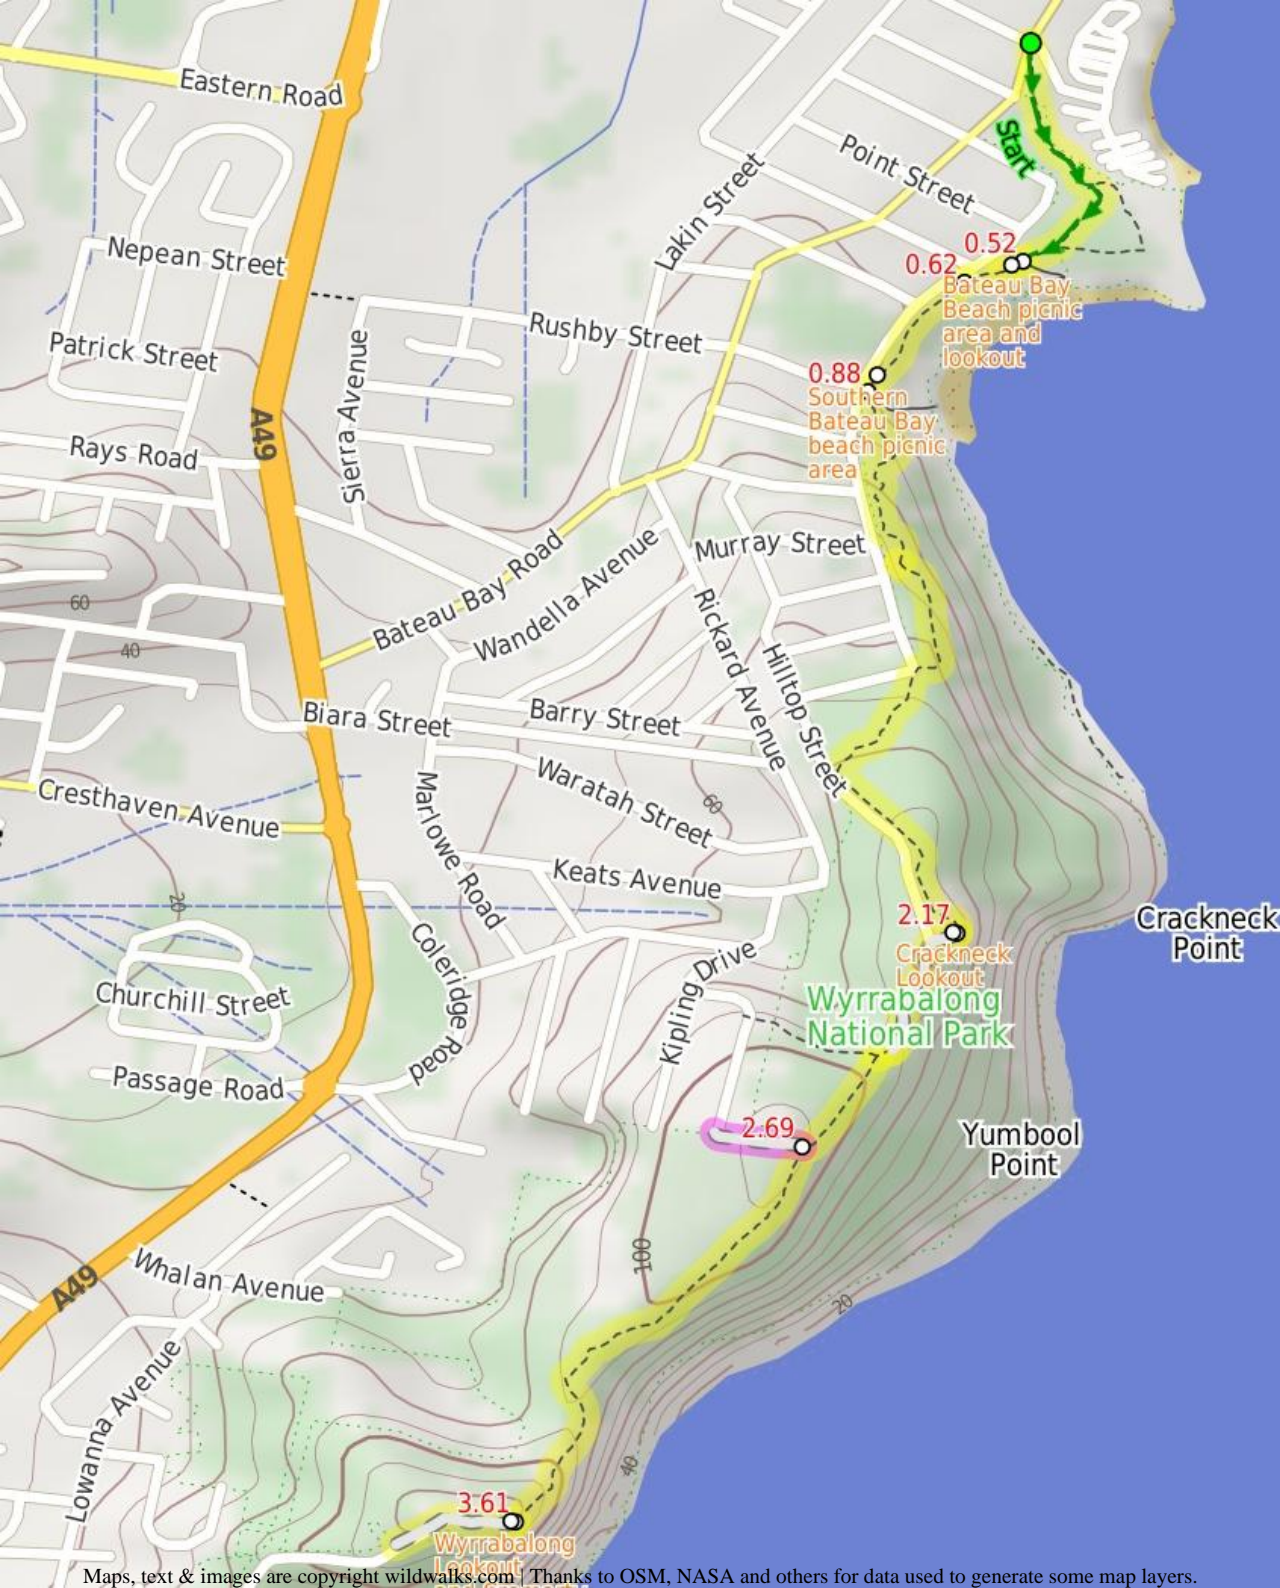 Eastern Road
Start
Point Street
Lakin Street
Nepean Street
0.52
0.62
Bateau Bay
Beach picnic
area and
lookout
Rushby Street
Patrick Street
Sierra Avenue
0.88
Southern
Bateau Bay
beach picnic
area
A49
Rays Road
Murray Street
Bateau Bay Road
Wandella Avenue
60
40
Rickard Avenue
Hilltop Street
Biara Street
Barry Street
Waratah Street
60
Cresthaven Avenue
Marlowe Road
Keats Avenue
20
2.17
Crackneck
Lookout
Crackneck
Point
Coleridge Road
Kipling Drive
Churchill Street
Wyrrabalong
National Park
Passage Road
2.69
Yumbool
Point
100
Whalan Avenue
A49
20
Lowanna Avenue
40
3.61
Wyrrabalong
Lookout
Maps, text & images are copyright wildwalks.com | Thanks to OSM, NASA and others for data used to generate some map layers.